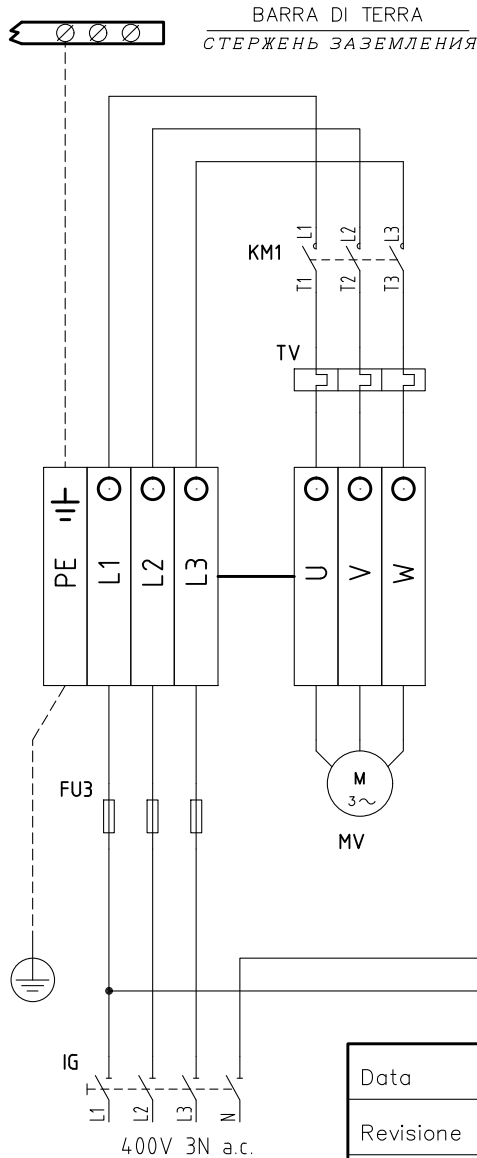 BARRA DI TERRA
СТЕРЖЕНЬ ЗАЗЕМЛЕНИЯ
KM1
L1 L2 L3
T1 T2 T3
TV
PE L1 L2 L3 U V W
FU3
M
3~
MV
IG
L1 L2 L3 N
400V 3N a.c.
Data
Revisione